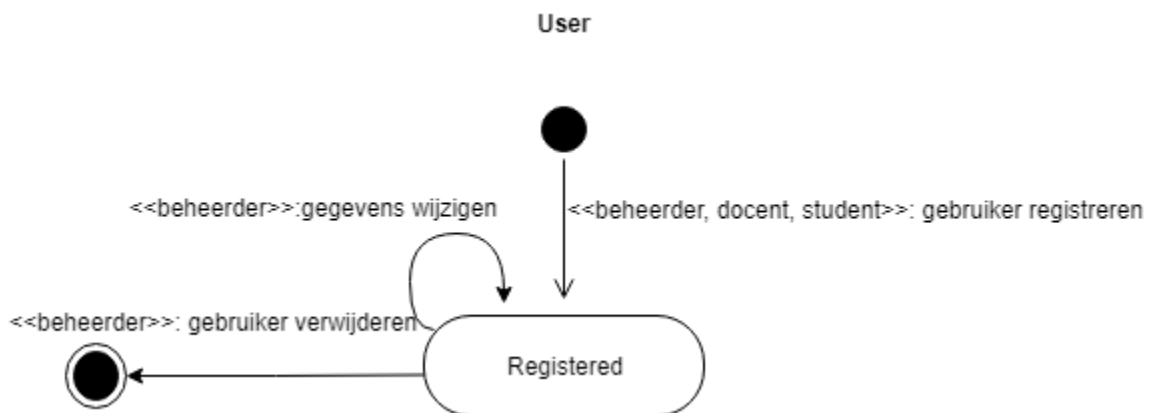 User
<<beheerder>>:gegevens wijzigen
<<beheerder, docent, student>>: gebruiker registreren
<<beheerder>>: gebruiker verwijderen
Registered